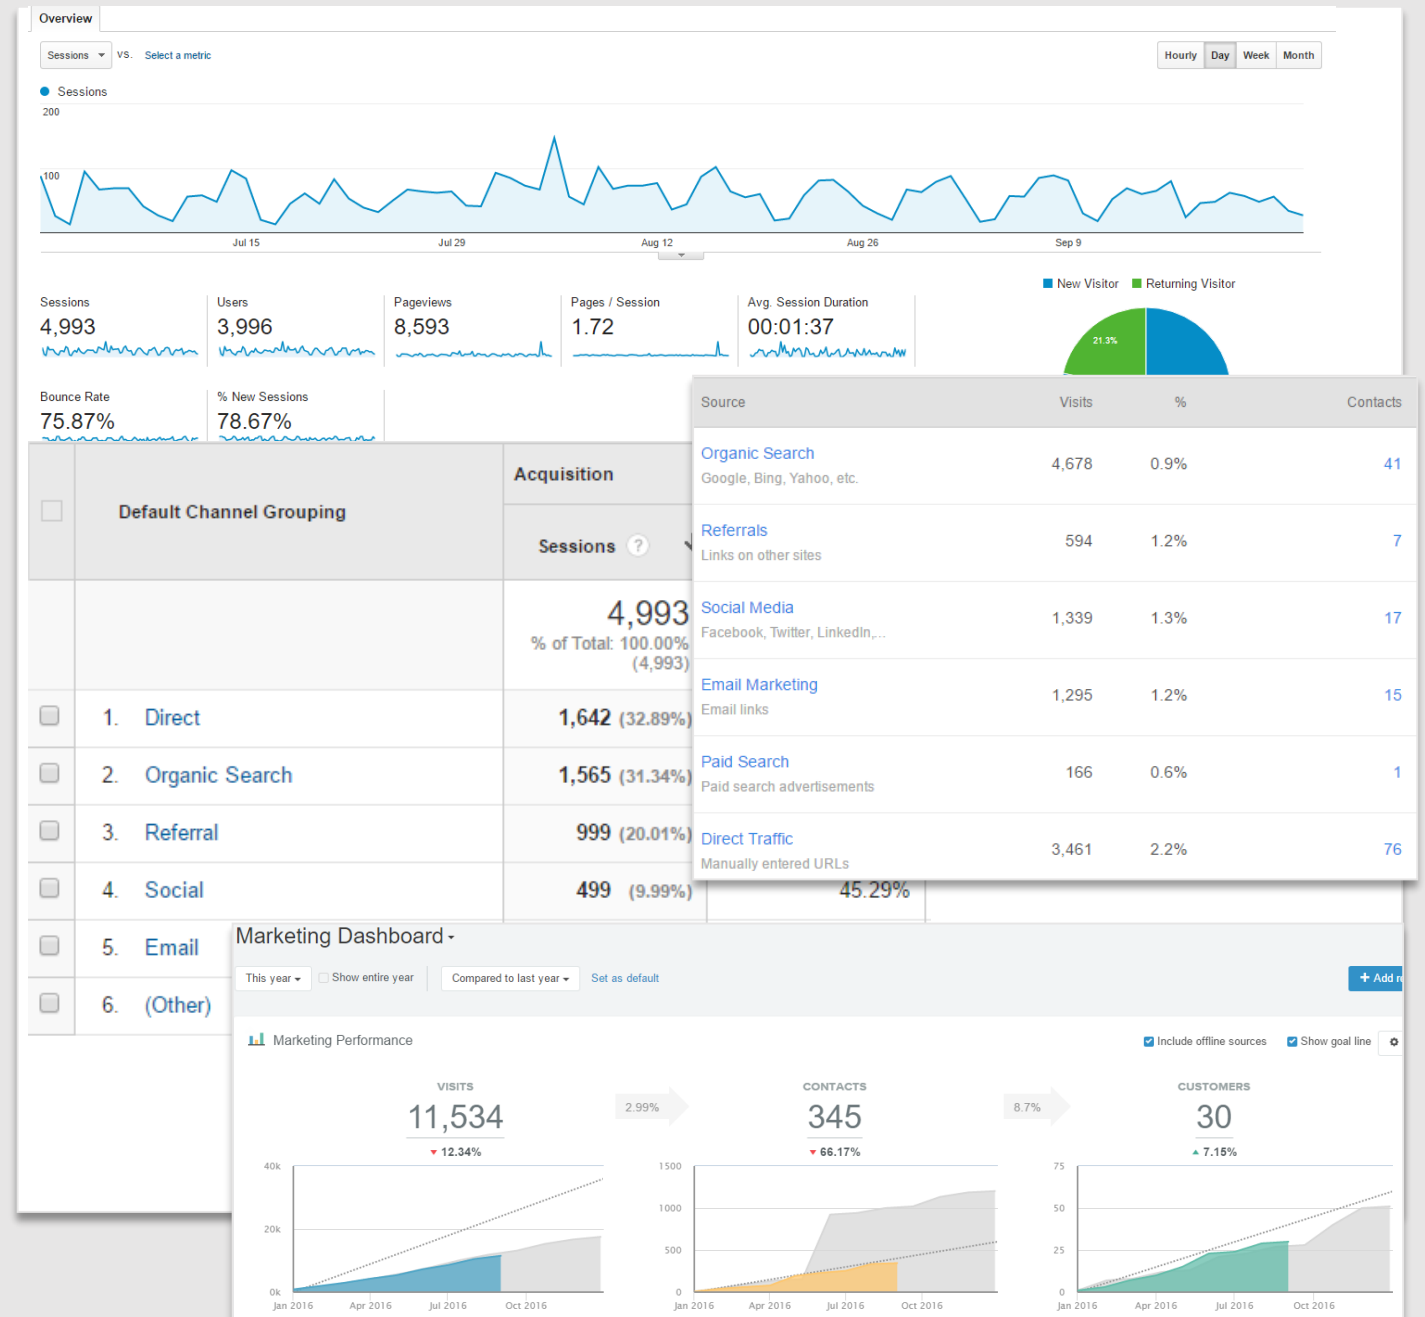 Overview
Sessions vs. Select a metric Hourly Day Week Month
Sessions
200
100
Jul 15 Jul 29 Aug 12 Aug 26 Sep 9
New Visitor Returning Visitor
Sessions Users Pageviews Pages / Session Avg. Session Duration
4,993 3,996 8,593 1.72 00:01:37
21.3%
Bounce Rate % New Sessions
75.87% 78.67%
Default Channel Grouping
Acquisition
Sessions ?
4,993
% of Total: 100.00%
(4,993)
1. Direct 1,642 (32.89%)
2. Organic Search 1,565 (31.34%)
3. Referral 999 (20.01%)
4. Social 499 (9.99%) 45.29%
5. Email
6. (Other)
Source Visits % Contacts
Organic Search 4,678 0.9% 41
Google, Bing, Yahoo, etc.
Referrals 594 1.2% 7
Links on other sites
Social Media 1,339 1.3% 17
Facebook, Twitter, LinkedIn,...
Email Marketing 1,295 1.2% 15
Email links
Paid Search 166 0.6% 1
Paid search advertisements
Direct Traffic 3,461 2.2% 76
Manually entered URLs
Marketing Dashboard
This year Show entire year Compared to last year Set as default + Add
Marketing Performance Include offline sources Show goal line
VISITS CONTACTS CUSTOMERS
11,534 2.99% 345 8.7% 30
12.34% 66.17% 7.15%
40k 1500 75
1000 50
20k
500 25
0k 0 0
Jan 2016 Apr 2016 Jul 2016 Oct 2016 Jan 2016 Apr 2016 Jul 2016 Oct 2016 Jan 2016 Apr 2016 Jul 2016 Oct 2016